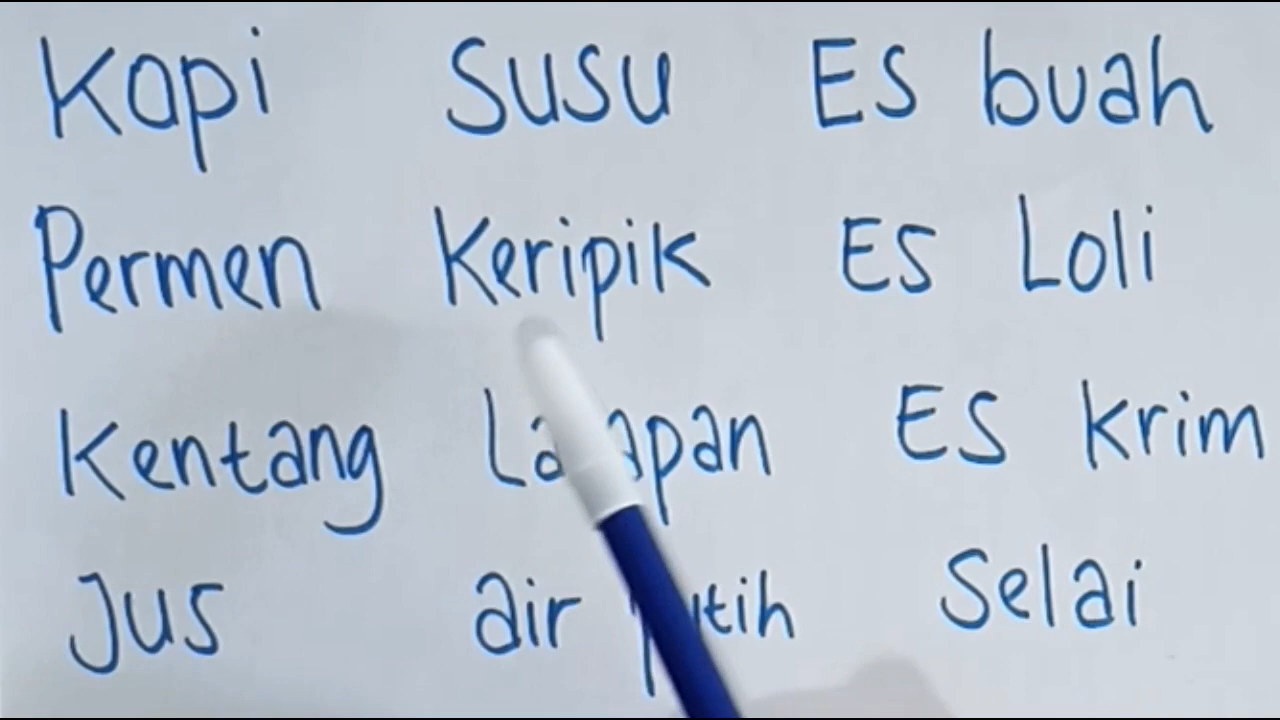 Kopi Susu Es buah
Permen Keripik Es Loli
Kentang Es krim
Jus air Selai